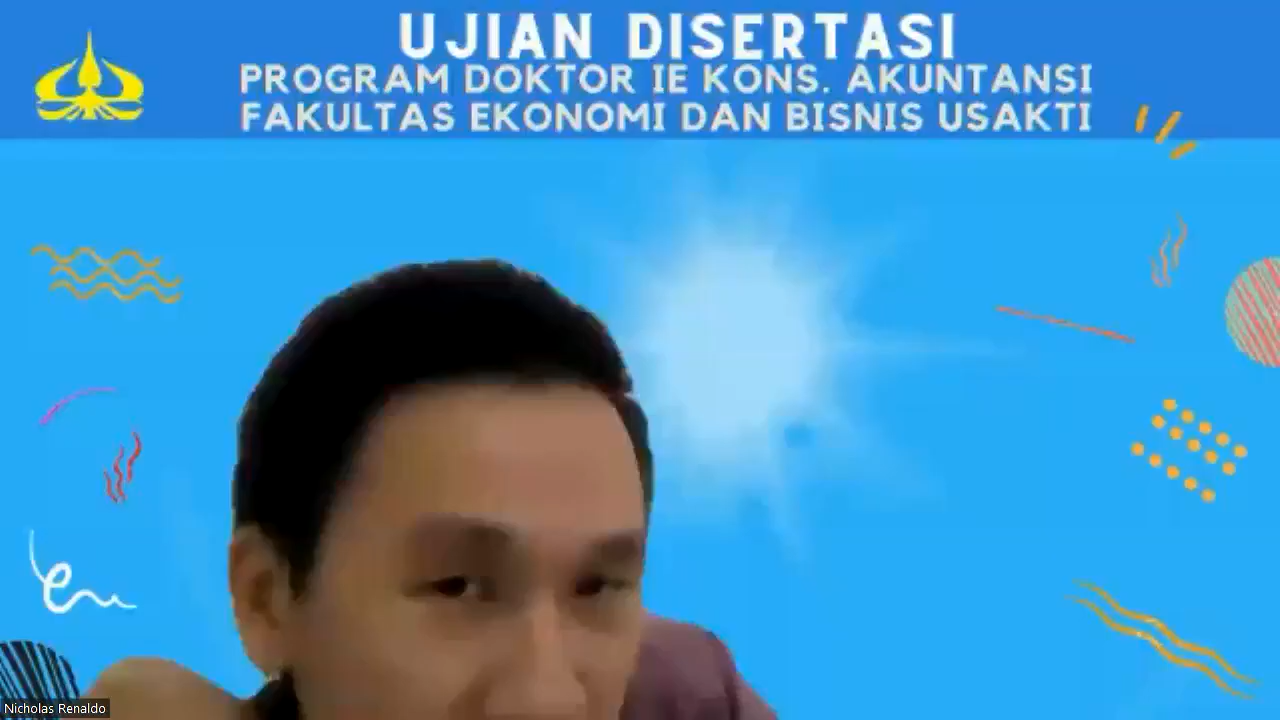 UJIAN DISERTASI
PROGRAM DOKTOR IE KONS. AKUNTANSI
FAKULTAS EKONOMI DAN BISNIS USAKTI
Nicholas Renaldo